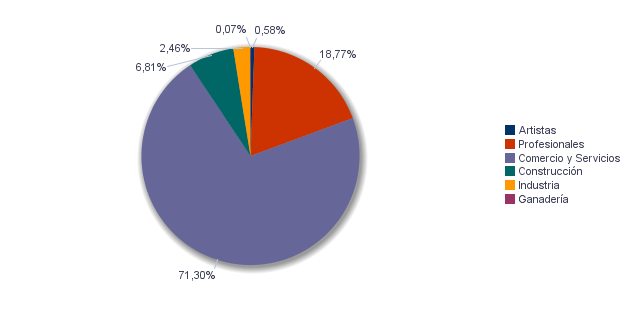 0,07%
0,58%
2,46%
18,77%
6,81%
71,30%
Artistas
Profesionales
Comercio y Servicios
Construcción
Industria
Ganadería